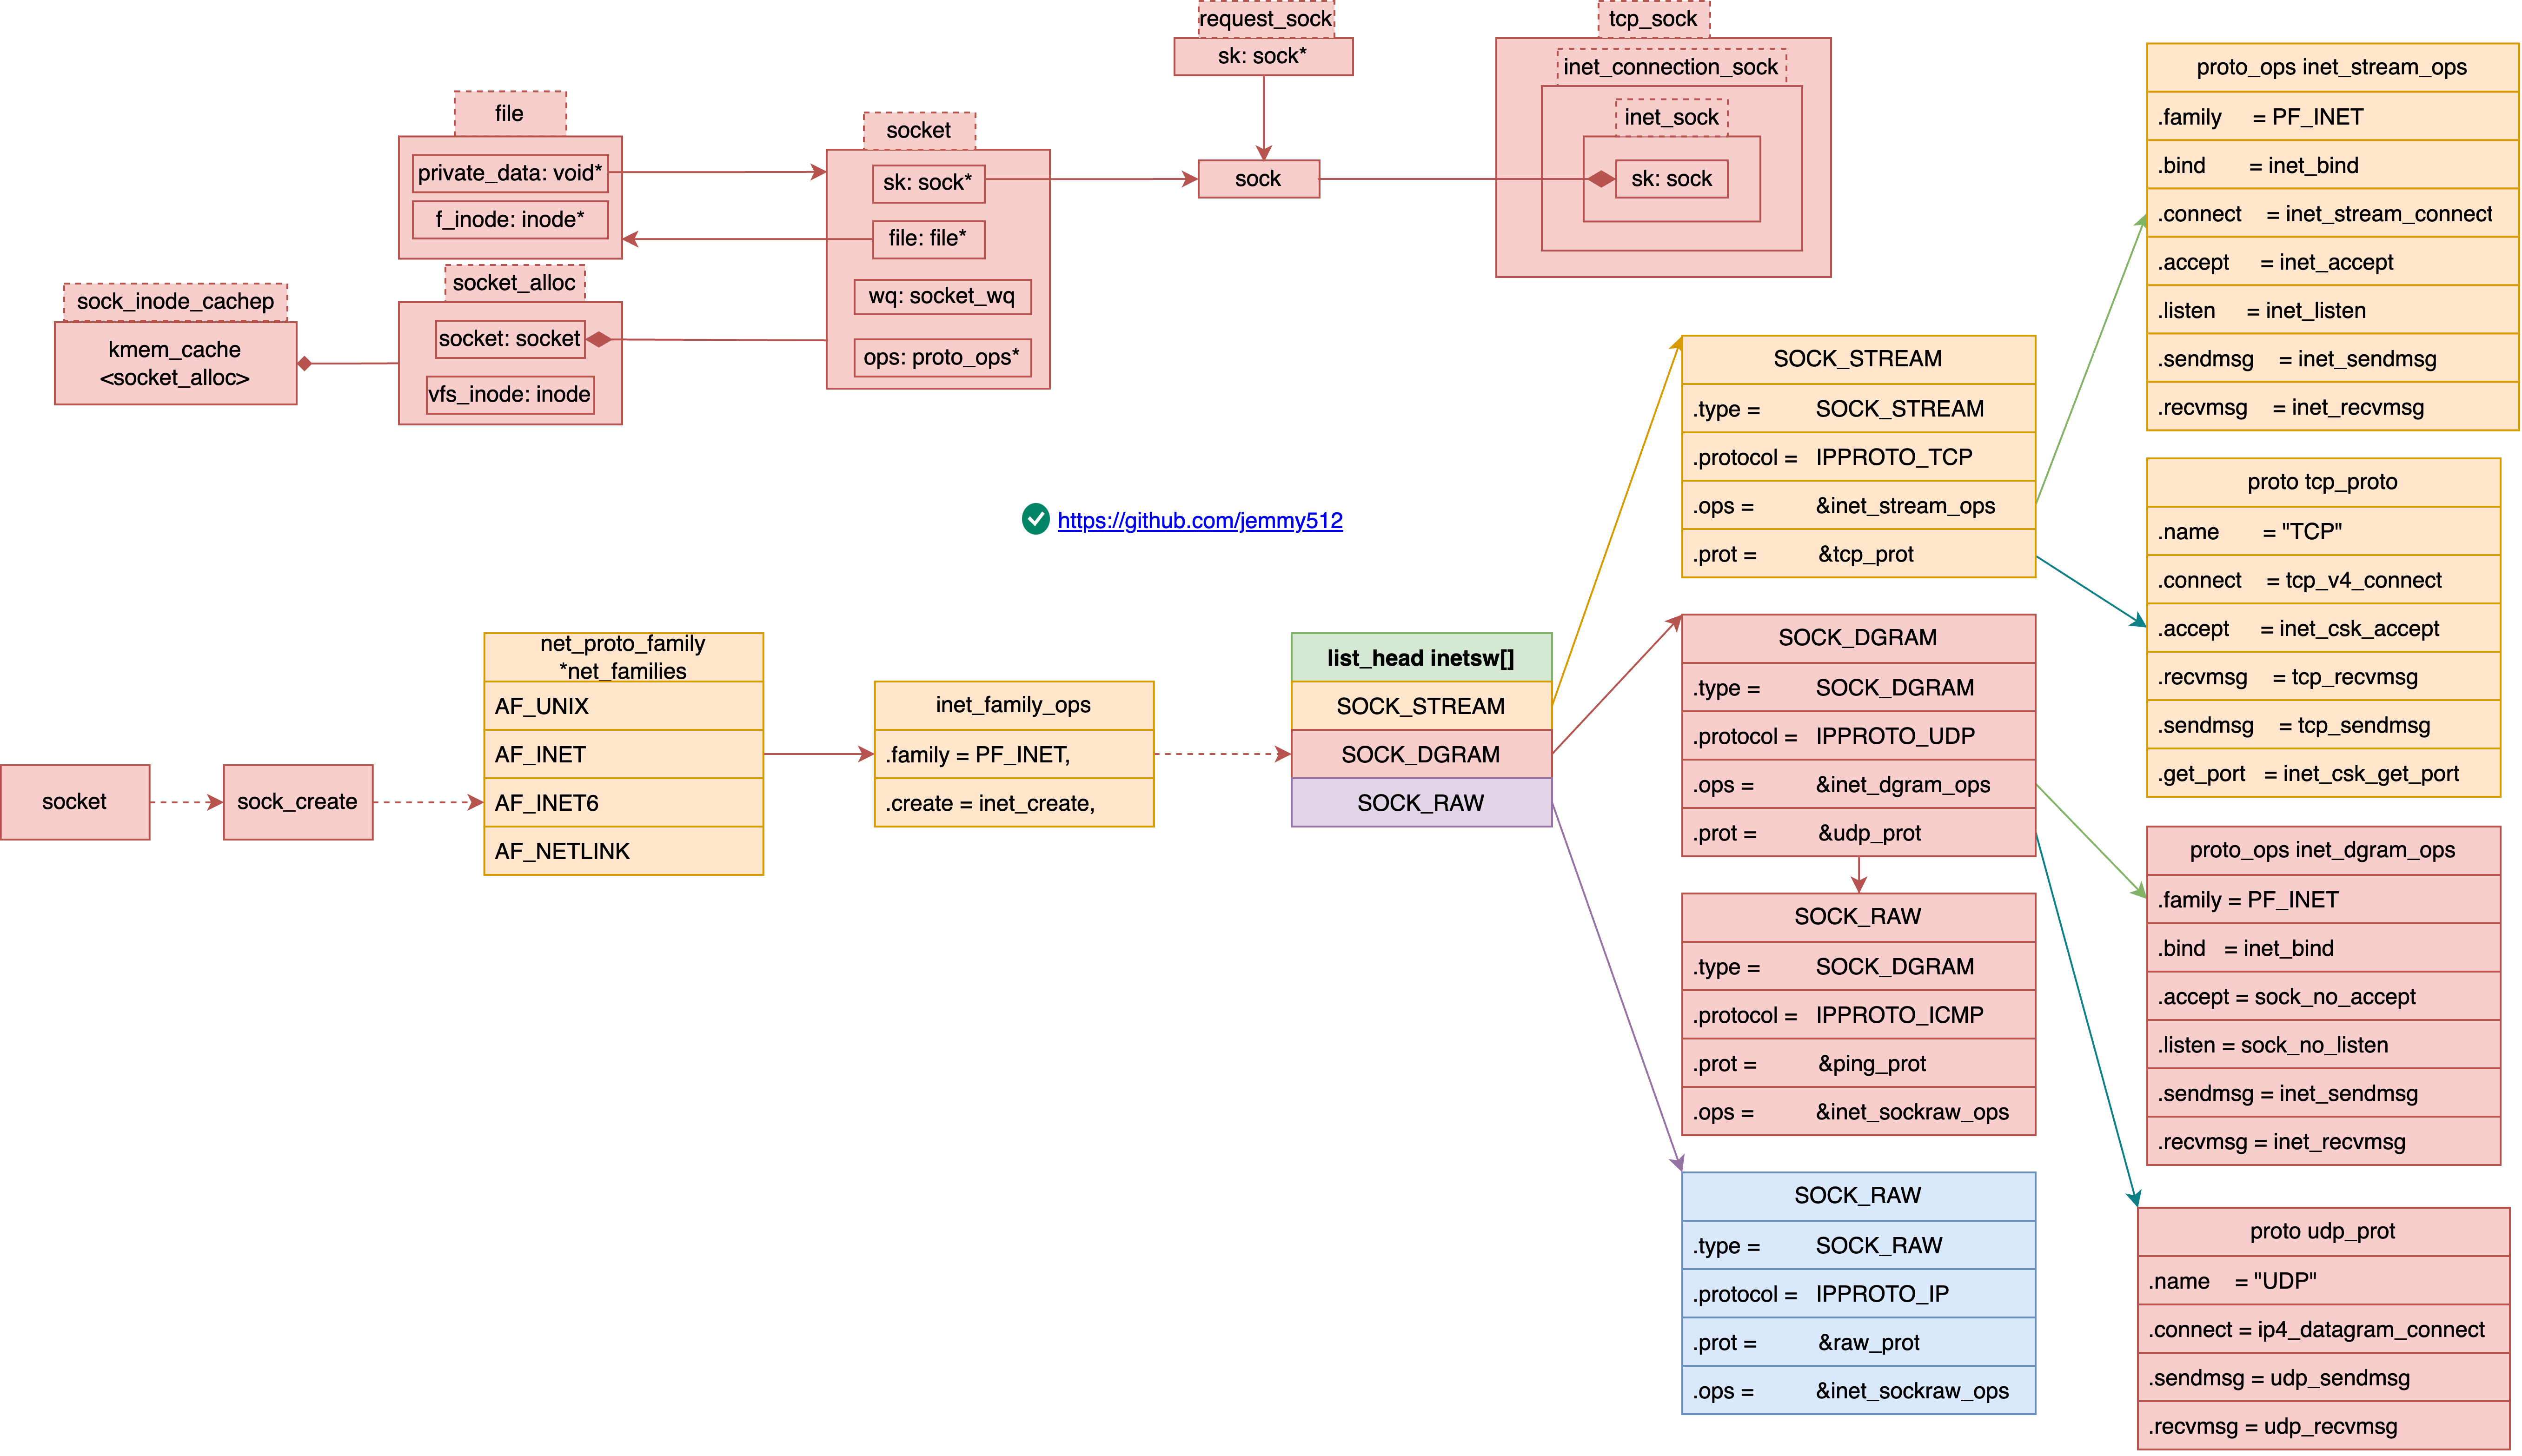 request_sock
sk: sock*
tcp_sock
inet_connection_sock
inet_sock
sk: sock
file
private_data: void*
f_inode: inode*
socket
sk: sock*
file: file*
wq: socket_wq
ops: proto_ops*
sock
sock_inode_cachep
kmem_cache
<socket_alloc>
socket_alloc
socket: socket
vfs_inode: inode
https://github.com/jemmy512
socket
sock_create
net_proto_family
*net_families
AF_UNIX
AF_INET
AF_INET6
AF_NETLINK
inet_family_ops
.family = PF_INET,
.create = inet_create,
list_head inetsw[]
SOCK_STREAM
SOCK_DGRAM
SOCK_RAW
SOCK_STREAM
.type = SOCK_STREAM
.protocol = IPPROTO_TCP
.ops = &inet_stream_ops
.prot = &tcp_prot
SOCK_DGRAM
.type = SOCK_DGRAM
.protocol = IPPROTO_UDP
.ops = &inet_dgram_ops
.prot = &udp_prot
SOCK_RAW
.type = SOCK_DGRAM
.protocol = IPPROTO_ICMP
.prot = &ping_prot
.ops = &inet_sockraw_ops
SOCK_RAW
.type = SOCK_RAW
.protocol = IPPROTO_IP
.prot = &raw_prot
.ops = &inet_sockraw_ops
proto_ops inet_stream_ops
.family = PF_INET
.bind = inet_bind
.connect = inet_stream_connect
.accept = inet_accept
.listen = inet_listen
.sendmsg = inet_sendmsg
.recvmsg = inet_recvmsg
proto tcp_proto
.name = "TCP"
.connect = tcp_v4_connect
.accept = inet_csk_accept
.recvmsg = tcp_recvmsg
.sendmsg = tcp_sendmsg
.get_port = inet_csk_get_port
proto_ops inet_dgram_ops
.family = PF_INET
.bind = inet_bind
.accept = sock_no_accept
.listen = sock_no_listen
.sendmsg = inet_sendmsg
.recvmsg = inet_recvmsg
proto udp_prot
.name = "UDP"
.connect = ip4_datagram_connect
.sendmsg = udp_sendmsg
.recvmsg = udp_recvmsg